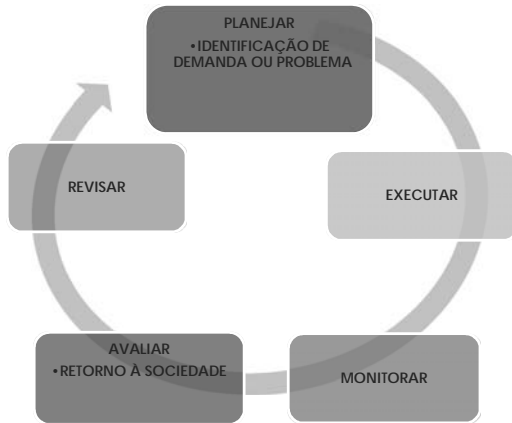 PLANEJAR
•IDENTIFICAÇÃO DE
DEMANDA OU PROBLEMA
EXECUTAR
MONITORAR
AVALIAR
•RETORNO À SOCIEDADE
REVISAR